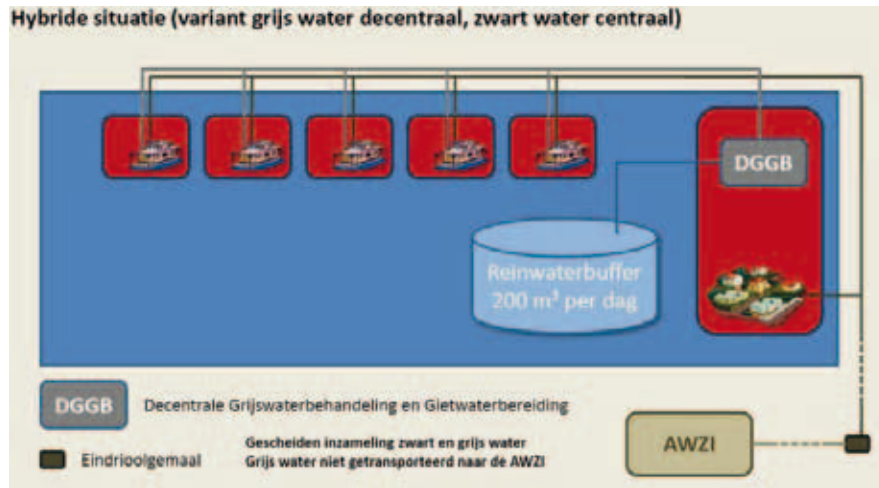 Hybride situatie (variant grijs water decentraal, zwart water centraal)
DGGB
Reinwaterbuffer
200 m³ per dag
DGGB
Decentrale Grijswaterbehandeling en Gietwaterbereiding
Eindrioolgemaal
Gescheiden inzameling zwart en grijs water
Grijs water niet getransporteerd naar de AWZI
AWZI